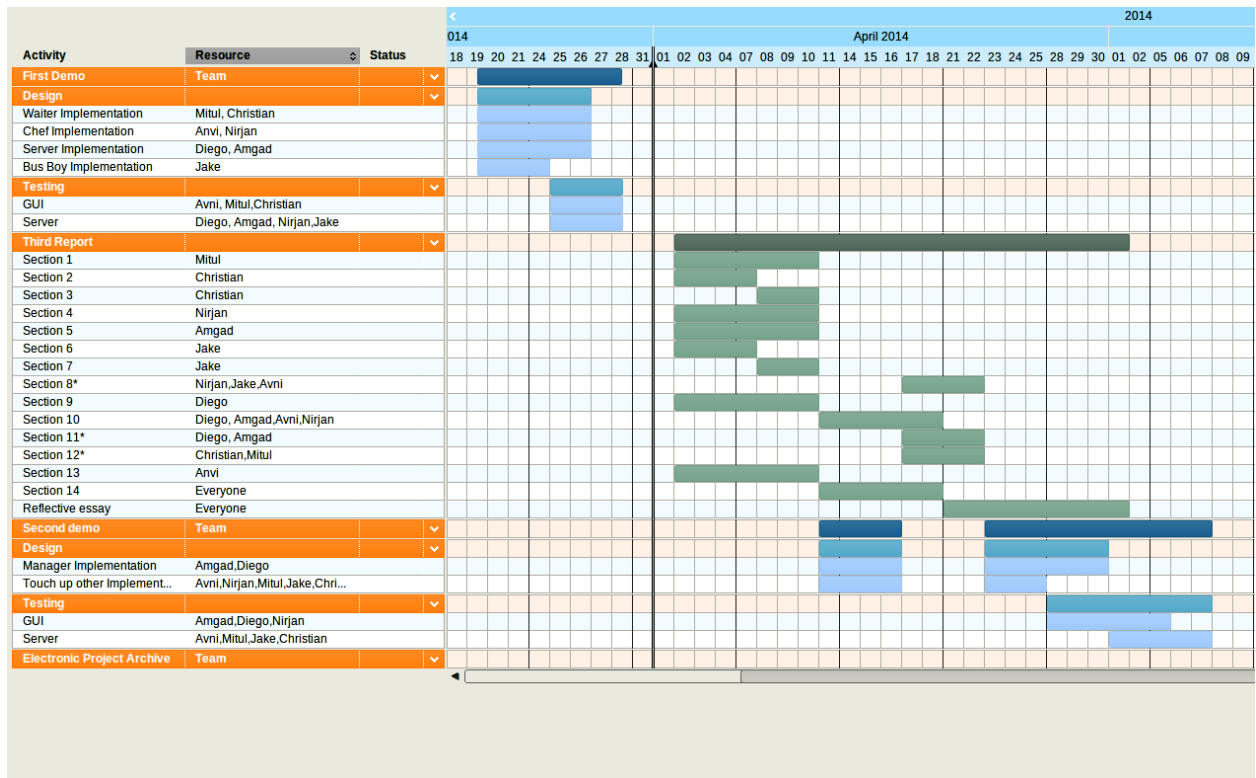 2014
014 April 2014
Activity Resource Status 18 19 20 21 24 25 26 27 28 31 01 02 03 04 07 08 09 10 11 14 15 16 17 18 21 22 23 24 25 28 29 30 01 02 05 06 07 08 09
First Demo Team
Design
Waiter Implementation Mitul, Christian
Chef Implementation Anvi, Nirjan
Server Implementation Diego, Amgad
Bus Boy Implementation Jake
Testing
GUI Avni, Mitul,Christian
Server Diego, Amgad, Nirjan,Jake
Third Report
Section 1 Mitul
Section 2 Christian
Section 3 Christian
Section 4 Nirjan
Section 5 Amgad
Section 6 Jake
Section 7 Jake
Section 8* Nirjan,Jake,Avni
Section 9 Diego
Section 10 Diego, Amgad,Avni,Nirjan
Section 11* Diego, Amgad
Section 12* Christian,Mitul
Section 13 Anvi
Section 14 Everyone
Reflective essay Everyone
Second demo Team
Design
Manager Implementation Amgad,Diego
Touch up other Implement... Avni,Nirjan,Mitul,Jake,Chri...
Testing
GUI Amgad,Diego,Nirjan
Server Avni,Mitul,Jake,Christian
Electronic Project Archive Team